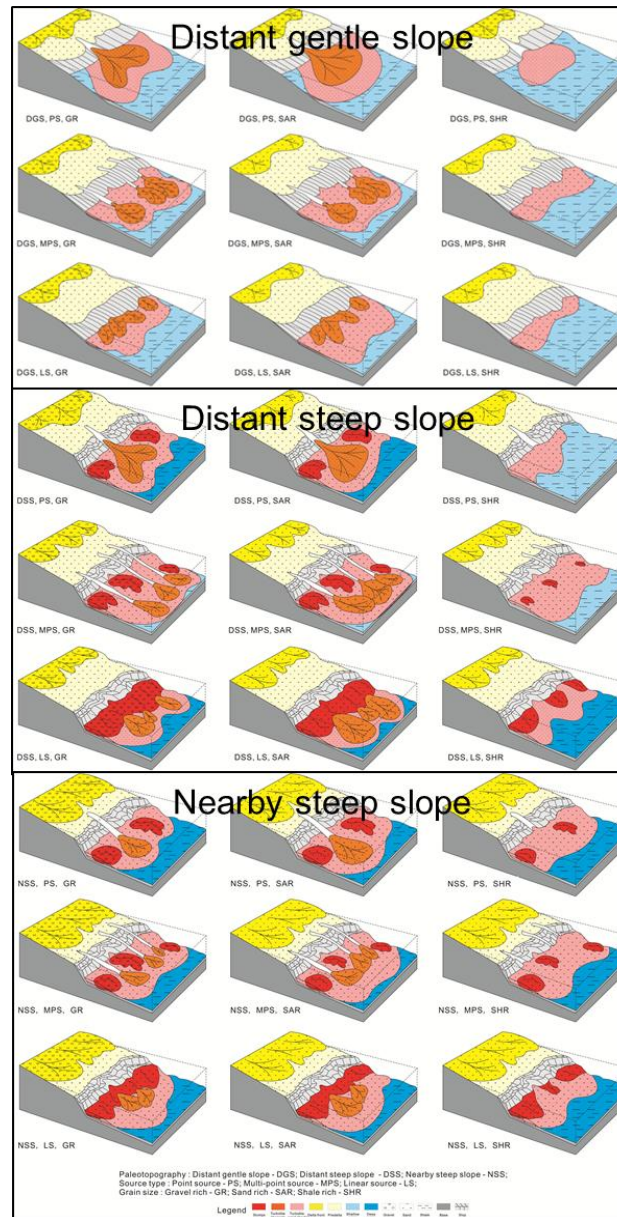 Distant gentle slope
DGS, PS, GR
DGS, PS, SAR
DGS, PS, SHR
DGS, MPS, GR
DGS, MPS, SAR
DGS, MPS, SHR
DGS, LS, GR
DGS, LS, SAR
DGS, LS, SHR
Distant steep slope
DSS, PS, GR
DSS, PS, SAR
DSS, PS, SHR
DSS, MPS, GR
DSS, MPS, SAR
DSS, MPS, SHR
DSS, LS, GR
DSS, LS, SAR
DSS, LS, SHR
Nearby steep slope
NSS, PS, GR
NSS, PS, SAR
NSS, PS, SHR
NSS, MPS, GR
NSS, MPS, SAR
NSS, MPS, SHR
NSS, LS, GR
NSS, LS, SAR
NSS, LS, SHR
Paleotopography : Distant gentle slope - DGS; Distant steep slope - DSS; Nearby steep slope - NSS;
Source type : Point source - PS; Multi-point source - MPS; Linear source - LS;
Grain size : Gravel rich - GR; Sand rich - SAR; Shale rich - SHR
Legend